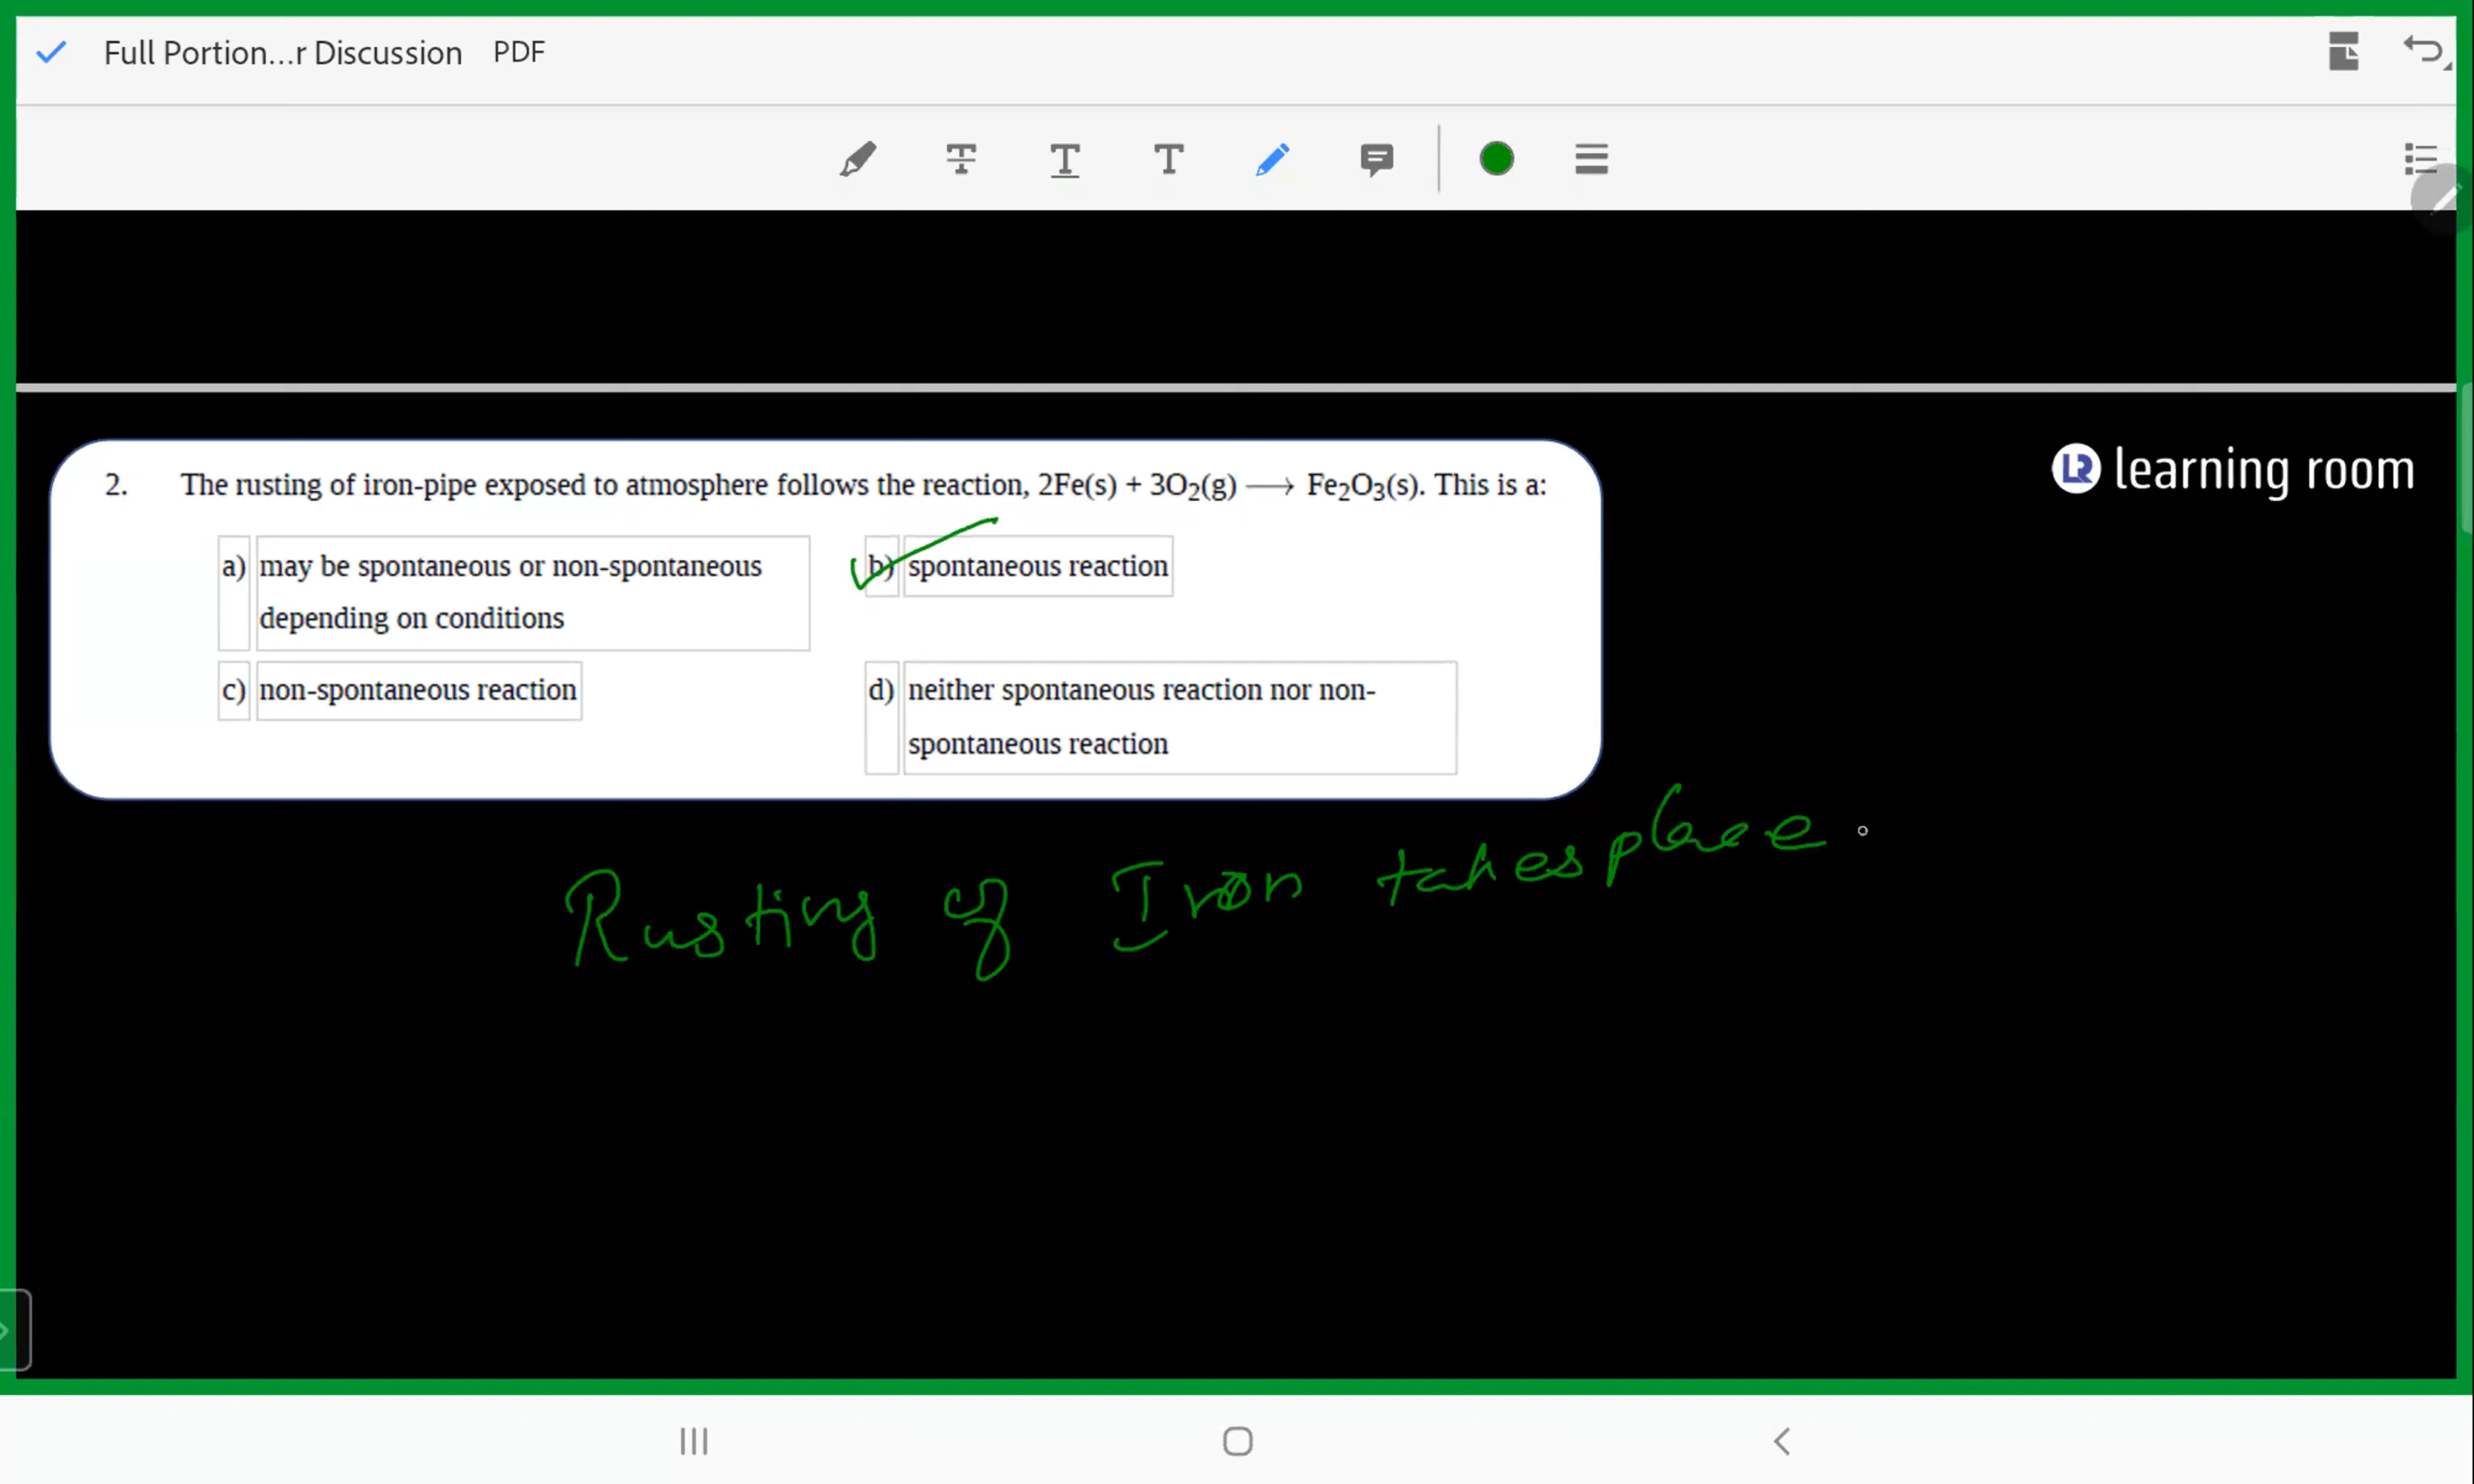 Full Portion...r Discussion PDF
LR learning room
2. The rusting of iron-pipe exposed to atmosphere follows the reaction, 2Fe(s) + 3O₂(g) ⟶ Fe₂O₃(s). This is a:
a) may be spontaneous or non-spontaneous
depending on conditions
b) spontaneous reaction
c) non-spontaneous reaction
d) neither spontaneous reaction nor non-
spontaneous reaction
Rusting of Iron takes place